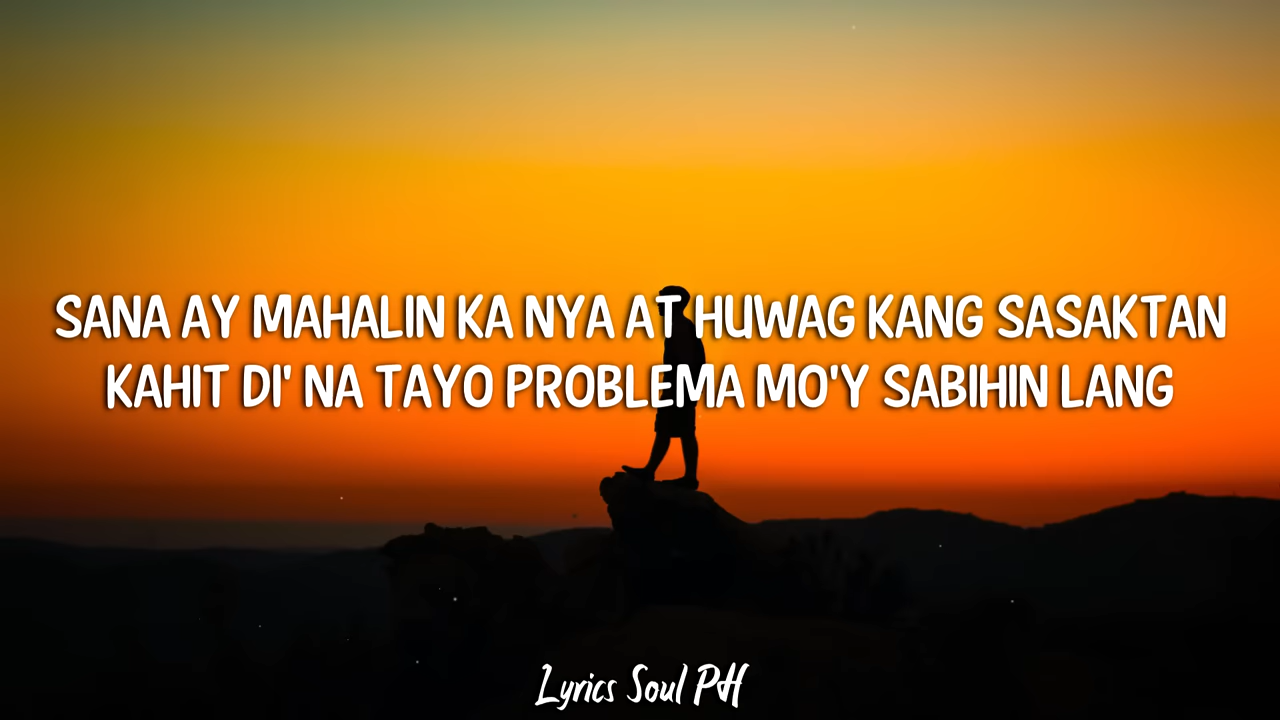 SANA AY MAHALIN KA NYA AT HUWAG KANG SASAKTAN
KAHIT DI' NA TAYO PROBLEMA MO'Y SABIHIN LANG
Lyrics Soul PH